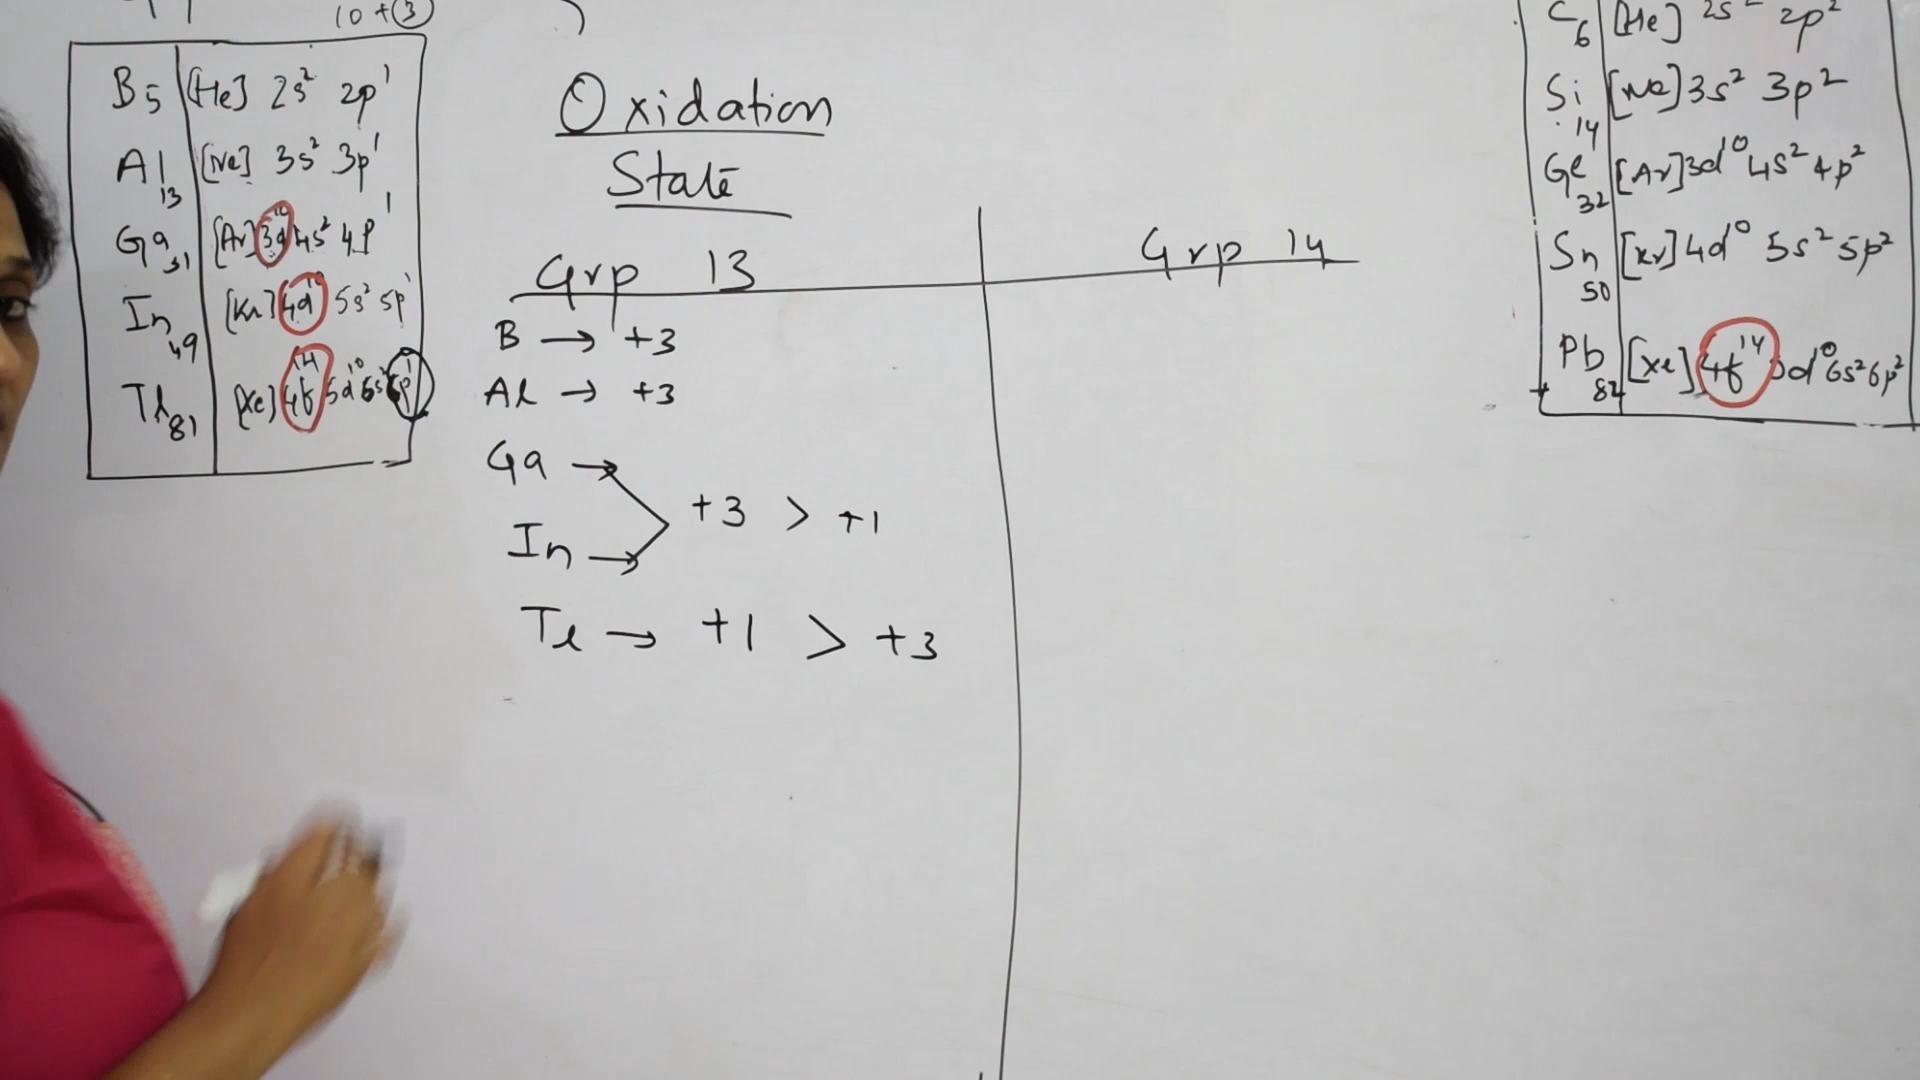 10 + 3
B5 [He] 2s² 2p¹
Al13 [Ne] 3s² 3p¹
Ga31 [Ar] 3d¹⁰ 4s² 4p¹
In49 [Kr] 4d¹⁰ 5s² 5p¹
Tl81 [Xe] 4f¹⁴ 5d¹⁰ 6s² 6p¹
Oxidation
State
Grp 13
B → +3
Al → +3
Ga →
In →
+3 > +1
Tl → +1 > +3
Grp 14
C6 [He] 2s² 2p²
Si14 [Ne] 3s² 3p²
Ge32 [Ar] 3d¹⁰ 4s² 4p²
Sn50 [Kr] 4d¹⁰ 5s² 5p²
Pb82 [Xe] 4f¹⁴ 5d¹⁰ 6s² 6p²